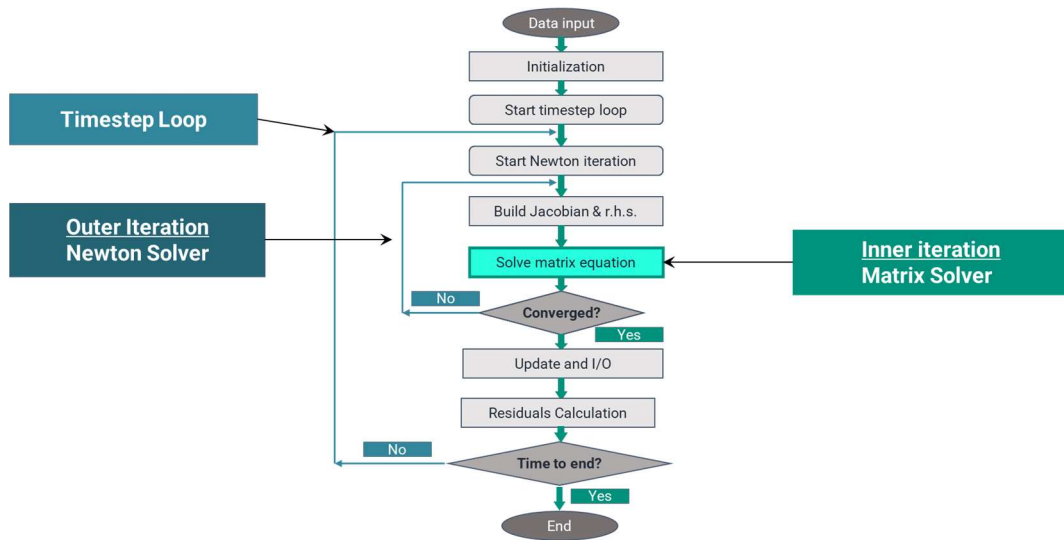 Data input
Initialization
Timestep Loop
Start timestep loop
Start Newton iteration
Outer Iteration
Newton Solver
Build Jacobian & r.h.s.
Solve matrix equation
Inner iteration
Matrix Solver
No
Converged?
Yes
Update and I/O
Residuals Calculation
No
Time to end?
Yes
End